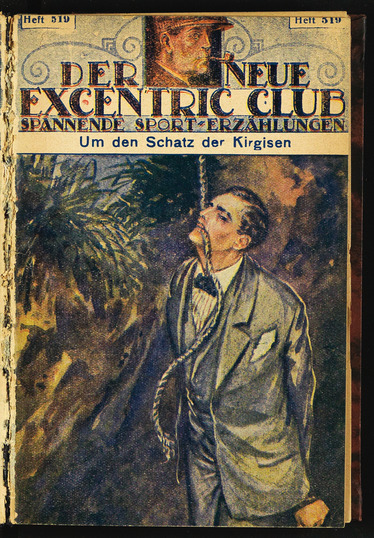 Heft 519
Heft 519
DER NEUE
EXCENTRIC CLUB
SPANNENDE SPORT-ERZÄHLUNGEN
Um den Schatz der Kirgisen